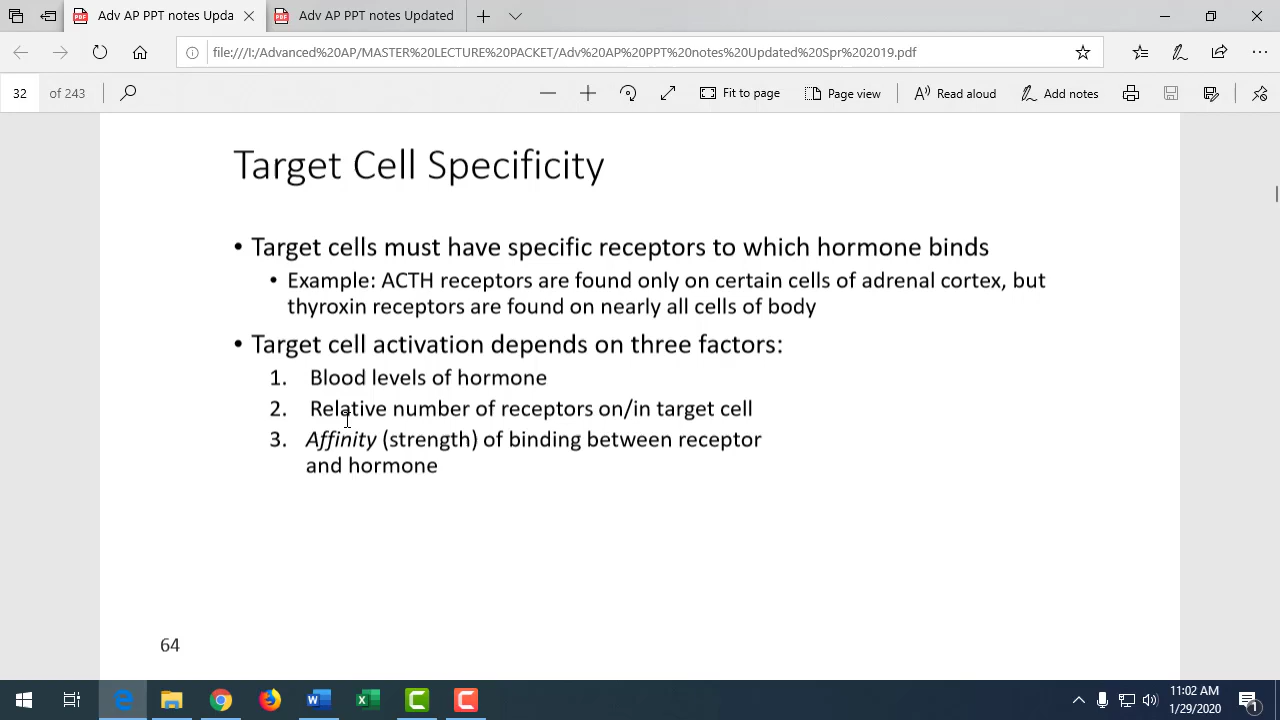 Adv AP PPT Notes Updat
Adv AP PPT notes Updated
file:///I:/Advanced%20AP/MASTER%20LECTURE%20PACKET/Adv%20AP%20PPT%20notes%20Updated%20Spr%202019.pdf
32 of 243 Fit to page Page view Read aloud Add notes
Target Cell Specificity
• Target cells must have specific receptors to which hormone binds
• Example: ACTH receptors are found only on certain cells of adrenal cortex, but
thyroxin receptors are found on nearly all cells of body
• Target cell activation depends on three factors:
1. Blood levels of hormone
2. Relative number of receptors on/in target cell
3. Affinity (strength) of binding between receptor
and hormone
64
11:02 AM
1/29/2020
1